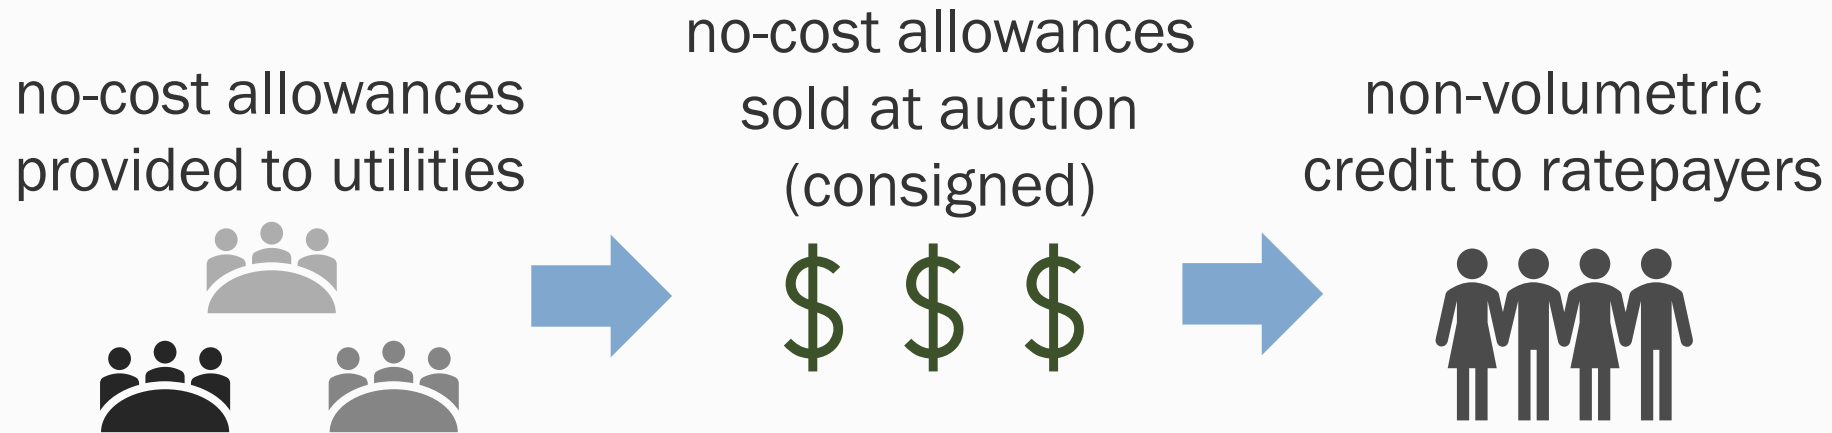 no-cost allowances
provided to utilities
no-cost allowances
sold at auction
(consigned)
$ $ $
non-volumetric
credit to ratepayers